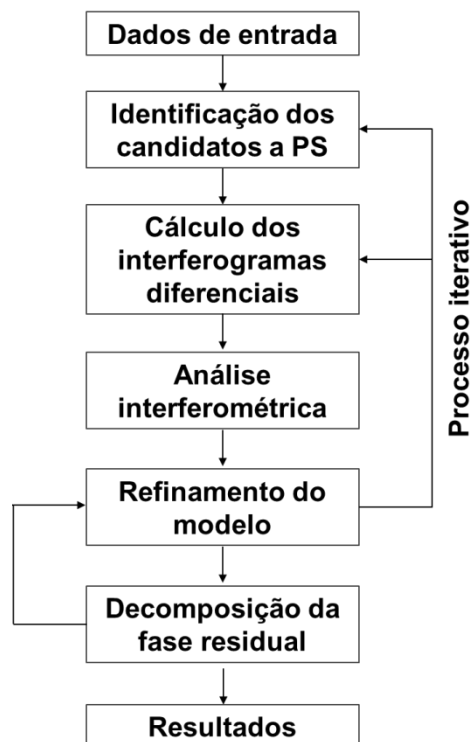 Dados de entrada
Identificação dos
candidatos a PS
Cálculo dos
interferogramas
diferenciais
Análise
interferométrica
Refinamento do
modelo
Decomposição da
fase residual
Resultados
Processo iterativo